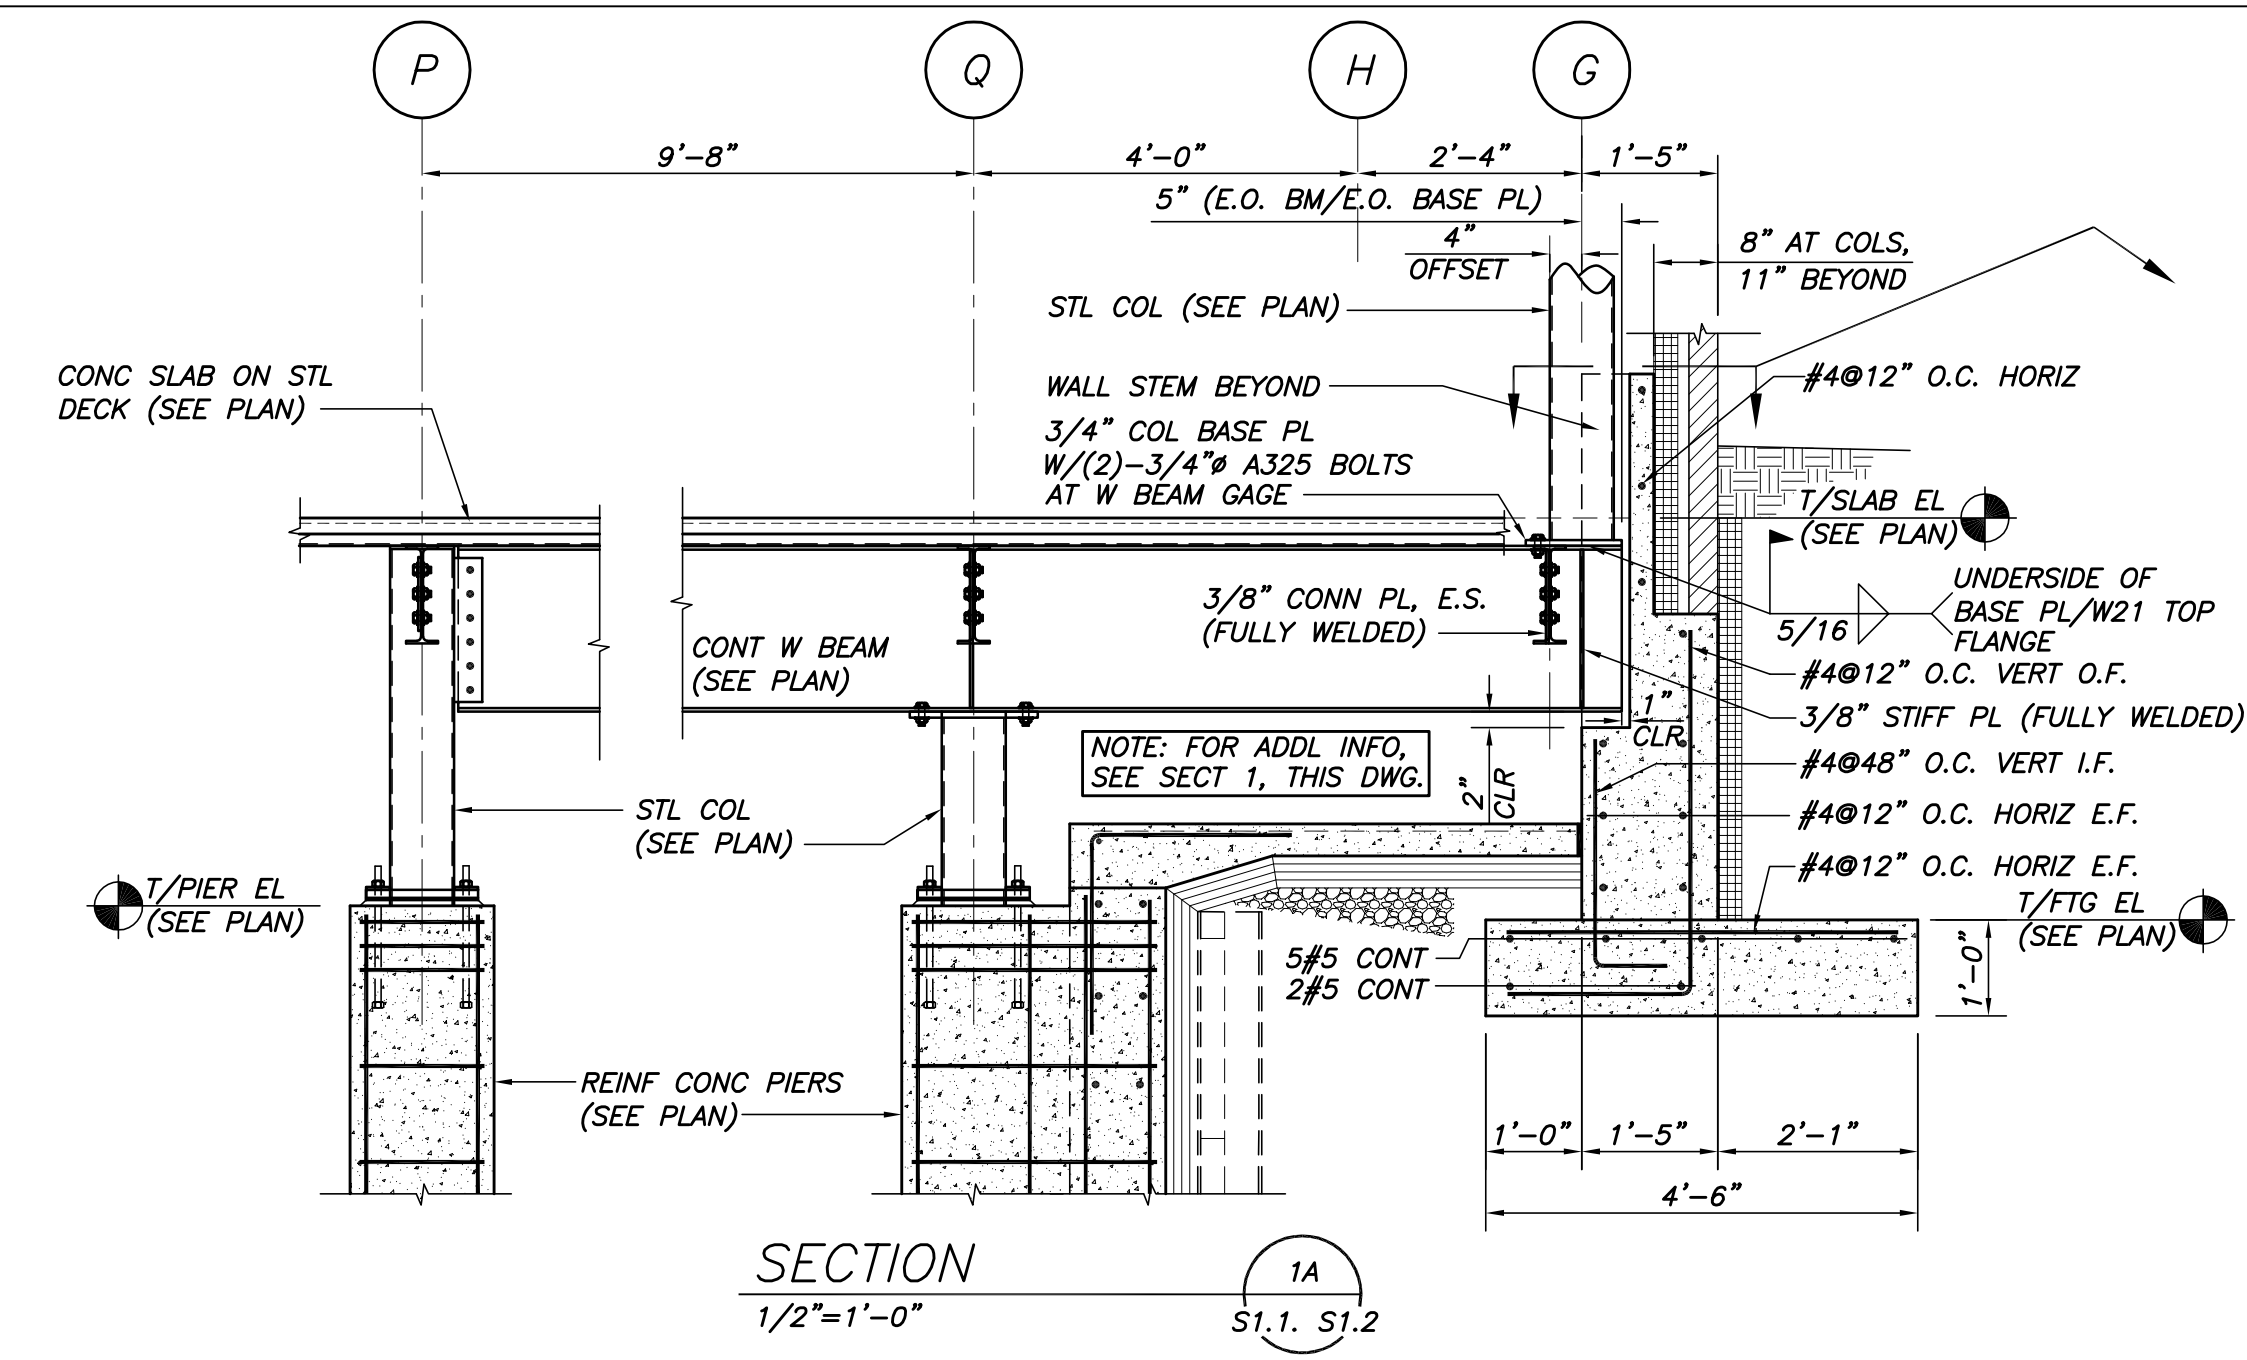 P
Q
H
G
9'-8"
4'-0"
2'-4"
1'-5"
5" (E.O. BM/E.O. BASE PL)
4"
OFFSET
8" AT COLS,
11" BEYOND
STL COL (SEE PLAN)
CONC SLAB ON STL
DECK (SEE PLAN)
WALL STEM BEYOND
#4@12" O.C. HORIZ
3/4" COL BASE PL
W/(2)-3/4"ø A325 BOLTS
AT W BEAM GAGE
T/SLAB EL
(SEE PLAN)
3/8" CONN PL, E.S.
(FULLY WELDED)
UNDERSIDE OF
BASE PL/W21 TOP
FLANGE
5/16
CONT W BEAM
(SEE PLAN)
#4@12" O.C. VERT O.F.
1"
CLR
3/8" STIFF PL (FULLY WELDED)
NOTE: FOR ADDL INFO,
SEE SECT 1, THIS DWG.
2"
CLR
#4@48" O.C. VERT I.F.
STL COL
(SEE PLAN)
#4@12" O.C. HORIZ E.F.
#4@12" O.C. HORIZ E.F.
T/PIER EL
(SEE PLAN)
T/FTG EL
(SEE PLAN)
5#5 CONT
2#5 CONT
1'-0"
REINF CONC PIERS
(SEE PLAN)
1'-0"
1'-5"
2'-1"
4'-6"
SECTION
1/2"=1'-0"
1A
S1.1. S1.2